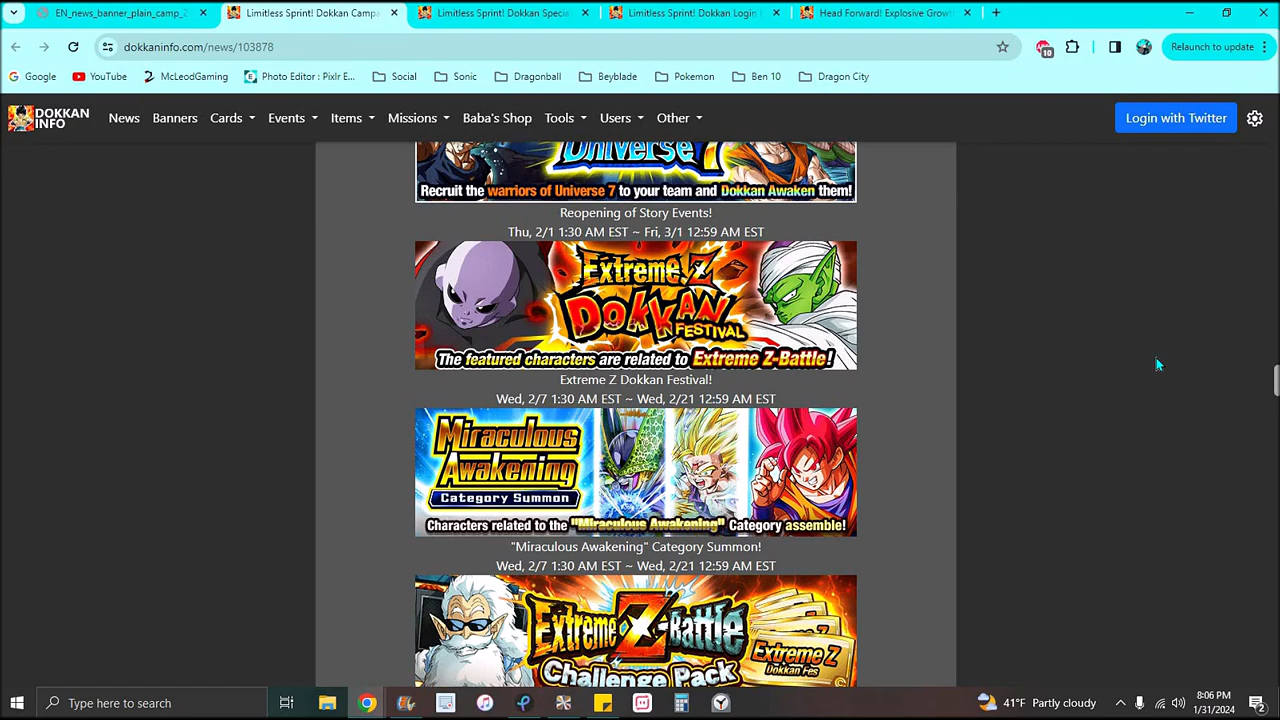 EN_news_banner_plain_camp_2
Limitless Sprint! Dokkan Campa
Limitless Sprint! Dokkan Specia
Limitless Sprint! Dokkan Login
Head Forward! Explosive Growt
dokkaninfo.com/news/103878
10
Relaunch to update
Google
YouTube
McLeodGaming
Photo Editor : Pixlr E...
Social
Sonic
Dragonball
Beyblade
Pokemon
Ben 10
Dragon City
DOKKAN
INFO
News
Banners
Cards
Events
Items
Missions
Baba's Shop
Tools
Users
Other
Login with Twitter
Universe 7
Recruit the warriors of Universe 7 to your team and Dokkan Awaken them!
Reopening of Story Events!
Thu, 2/1 1:30 AM EST ~ Fri, 3/1 12:59 AM EST
Extreme Z
DOKKAN
FESTIVAL
The featured characters are related to Extreme Z-Battle!
Extreme Z Dokkan Festival!
Wed, 2/7 1:30 AM EST ~ Wed, 2/21 12:59 AM EST
Miraculous
Awakening
Category Summon
Characters related to the "Miraculous Awakening" Category assemble!
"Miraculous Awakening" Category Summon!
Wed, 2/7 1:30 AM EST ~ Wed, 2/21 12:59 AM EST
Extreme Z-Battle
Challenge Pack
Extreme Z
Dokkan Fes
Type here to search
41°F Partly cloudy
8:06 PM
1/31/2024
2